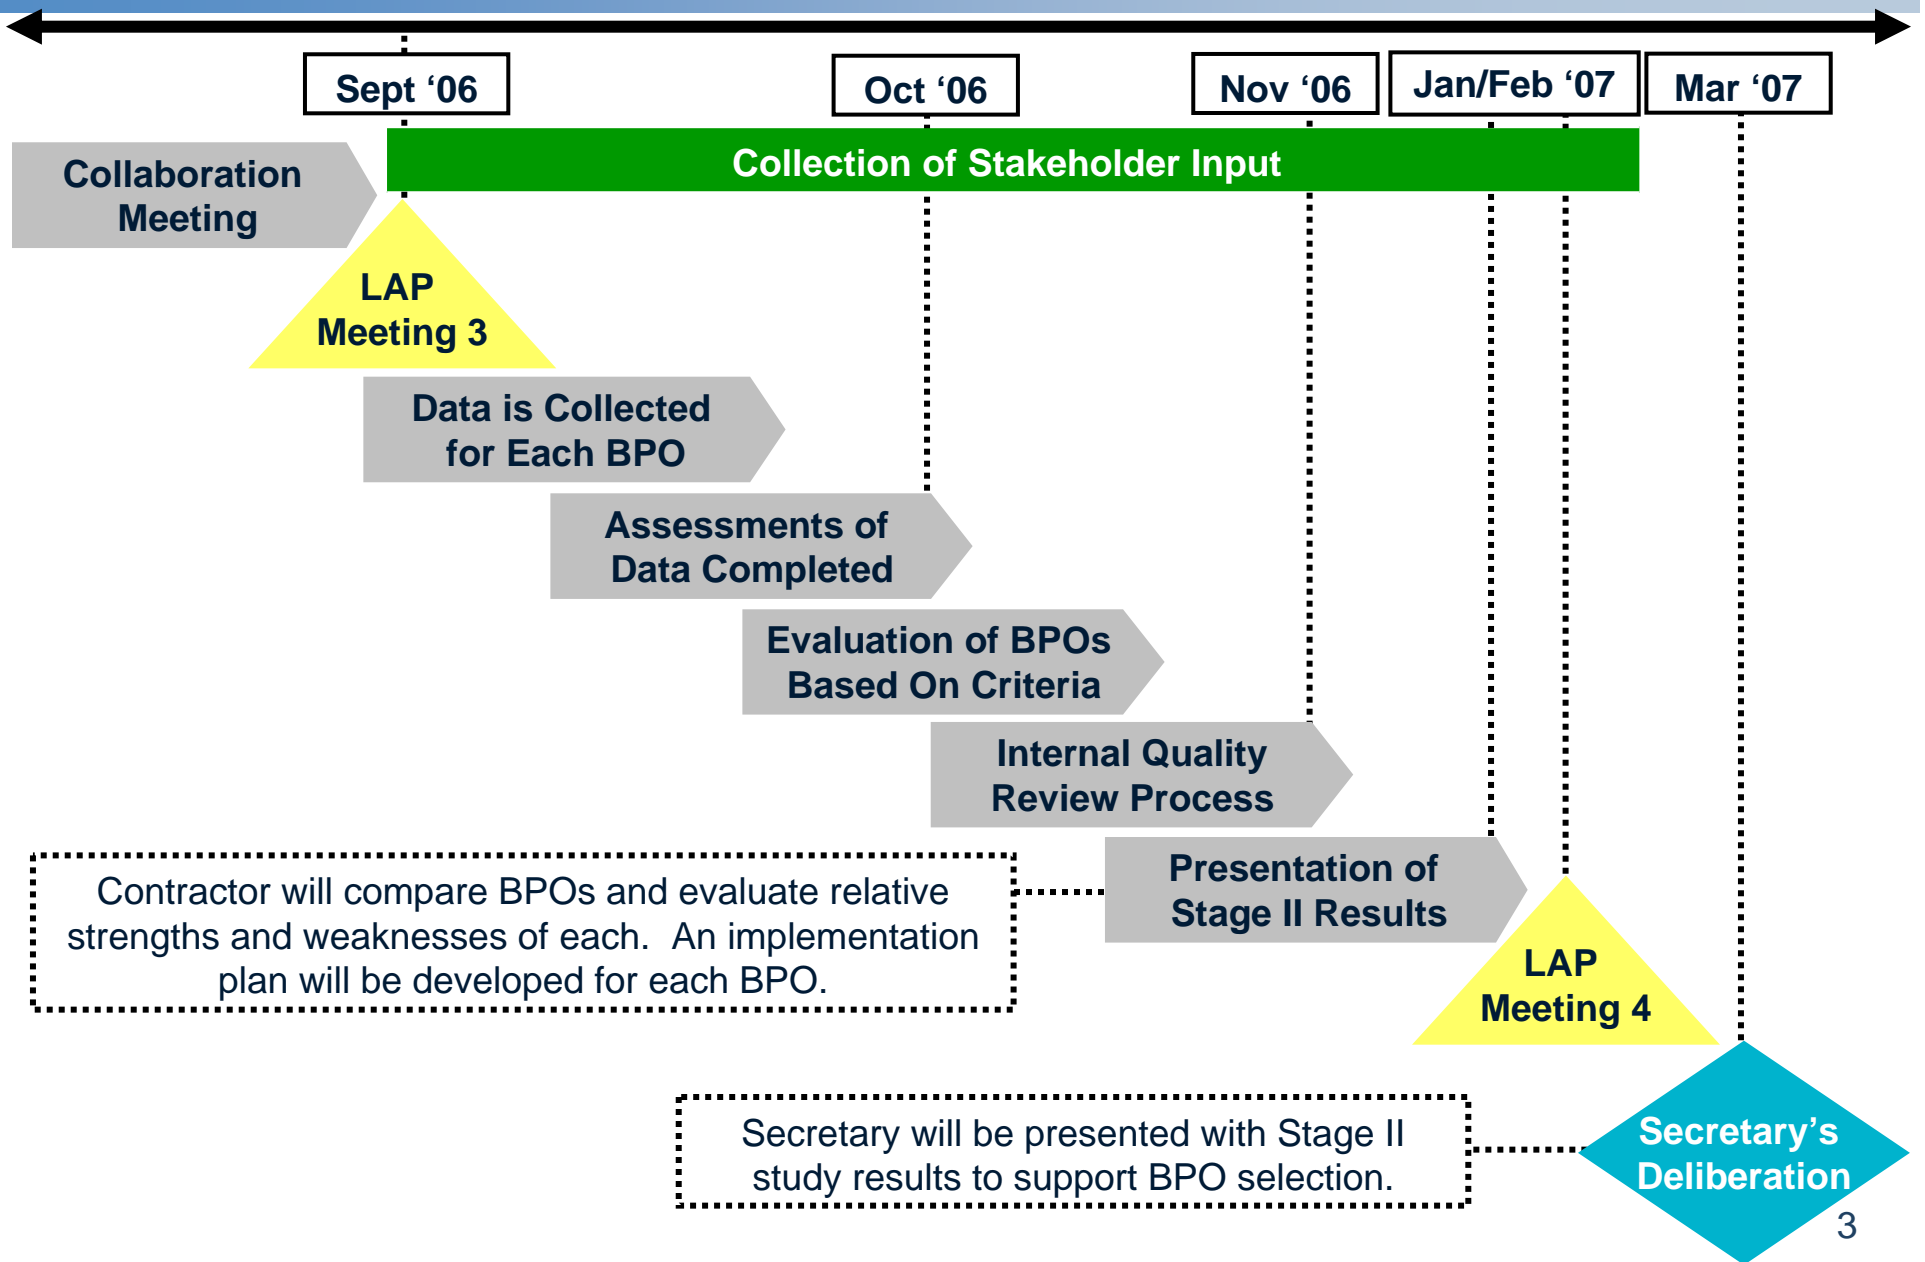 Sept ‘06
Oct ‘06
Nov ‘06
Jan/Feb ‘07
Mar ‘07
Collection of Stakeholder Input
Collaboration
Meeting
LAP
Meeting 3
Data is Collected
for Each BPO
Assessments of
Data Completed
Evaluation of BPOs
Based On Criteria
Internal Quality
Review Process
Presentation of
Stage II Results
Contractor will compare BPOs and evaluate relative
strengths and weaknesses of each.  An implementation
plan will be developed for each BPO.
LAP
Meeting 4
Secretary will be presented with Stage II
study results to support BPO selection.
Secretary’s
Deliberation
3